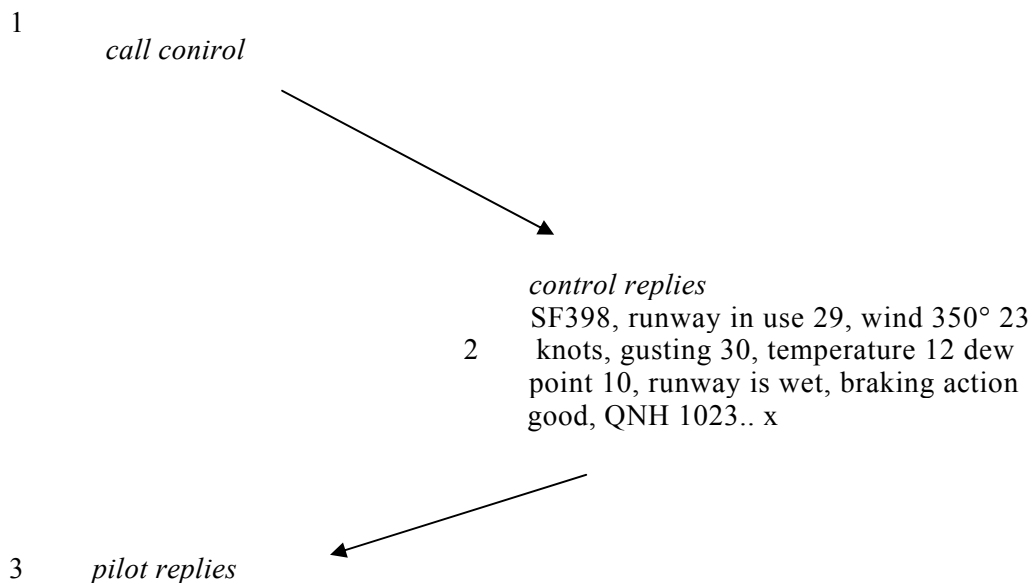 1
call conirol
control replies
SF398, runway in use 29, wind 350° 23
2 knots, gusting 30, temperature 12 dew
point 10, runway is wet, braking action
good, QNH 1023.. x
3 pilot replies